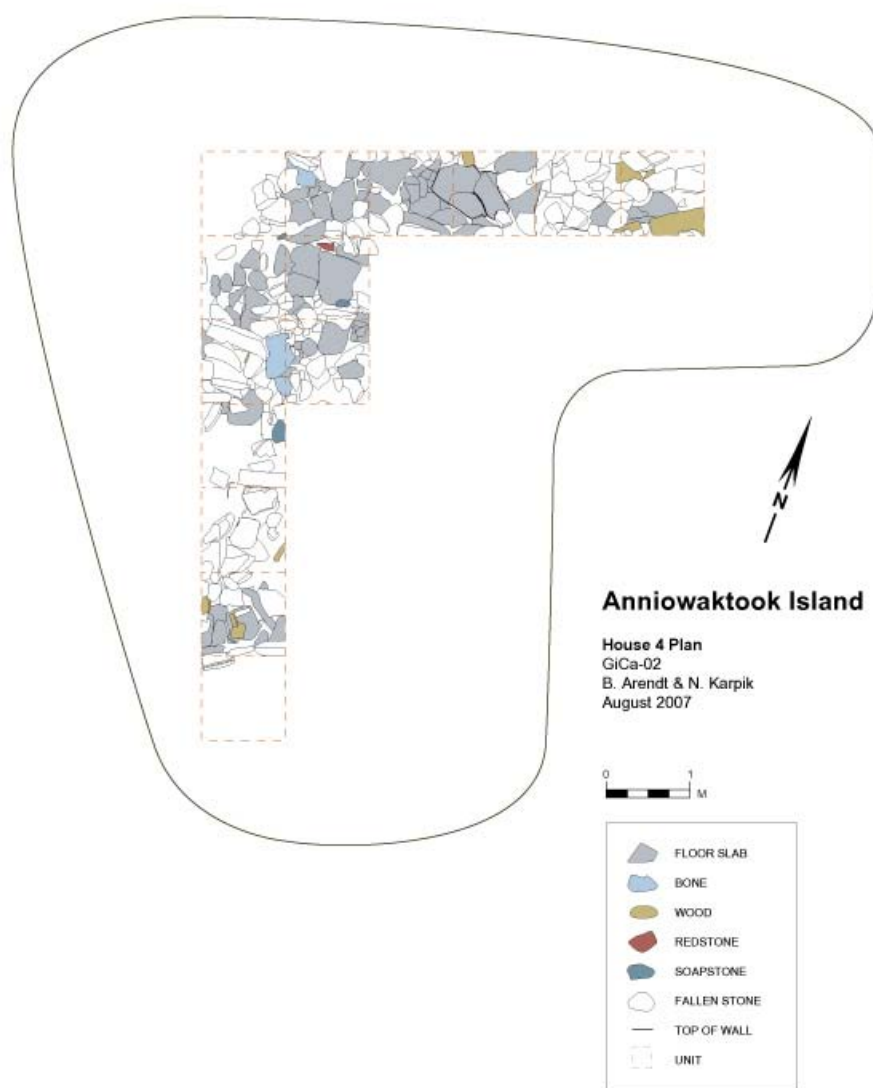 N
Anniowaktook Island
House 4 Plan
GiCa-02
B. Arendt & N. Karpik
August 2007
0 1
M
FLOOR SLAB
BONE
WOOD
REDSTONE
SOAPSTONE
FALLEN STONE
TOP OF WALL
UNIT